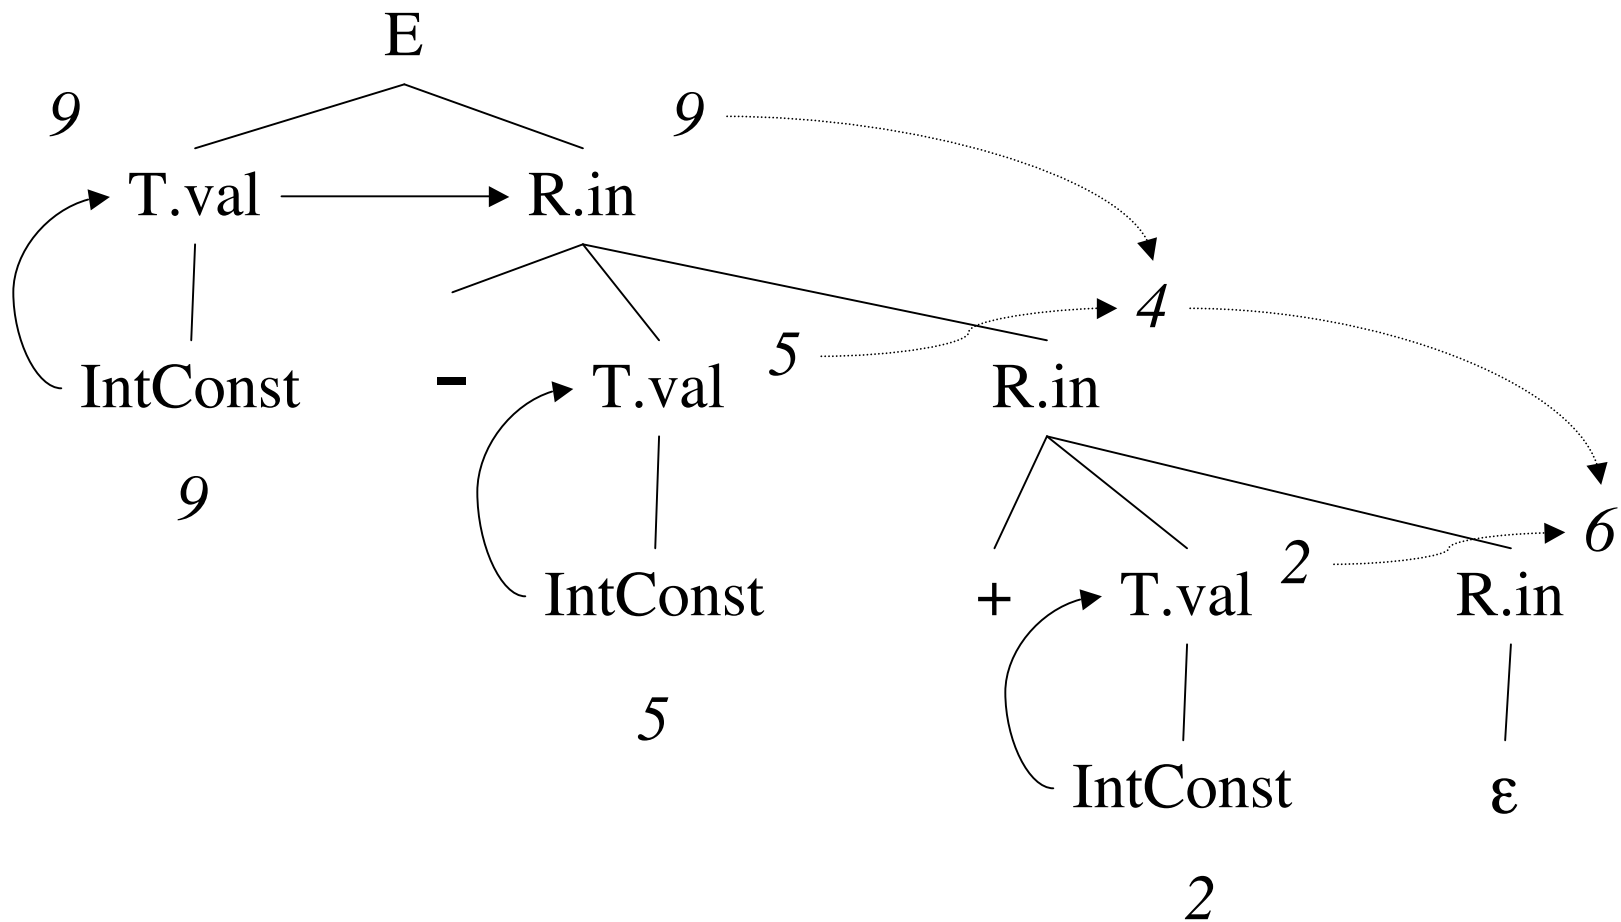 E
9 9
T.val R.in
4
5
IntConst - T.val R.in
9
6
2
IntConst + T.val R.in
5
IntConst ε
2